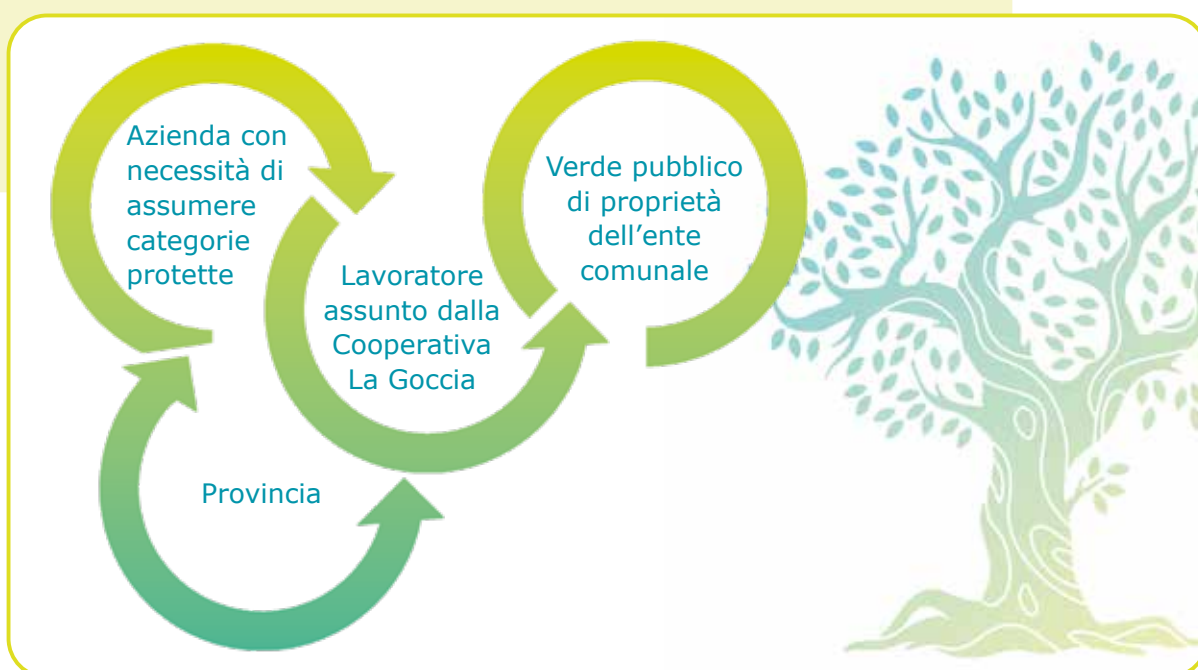 Azienda con
necessità di
assumere
categorie
protette
Lavoratore
assunto dalla
Cooperativa
La Goccia
Verde pubblico
di proprietà
dell’ente
comunale
Provincia